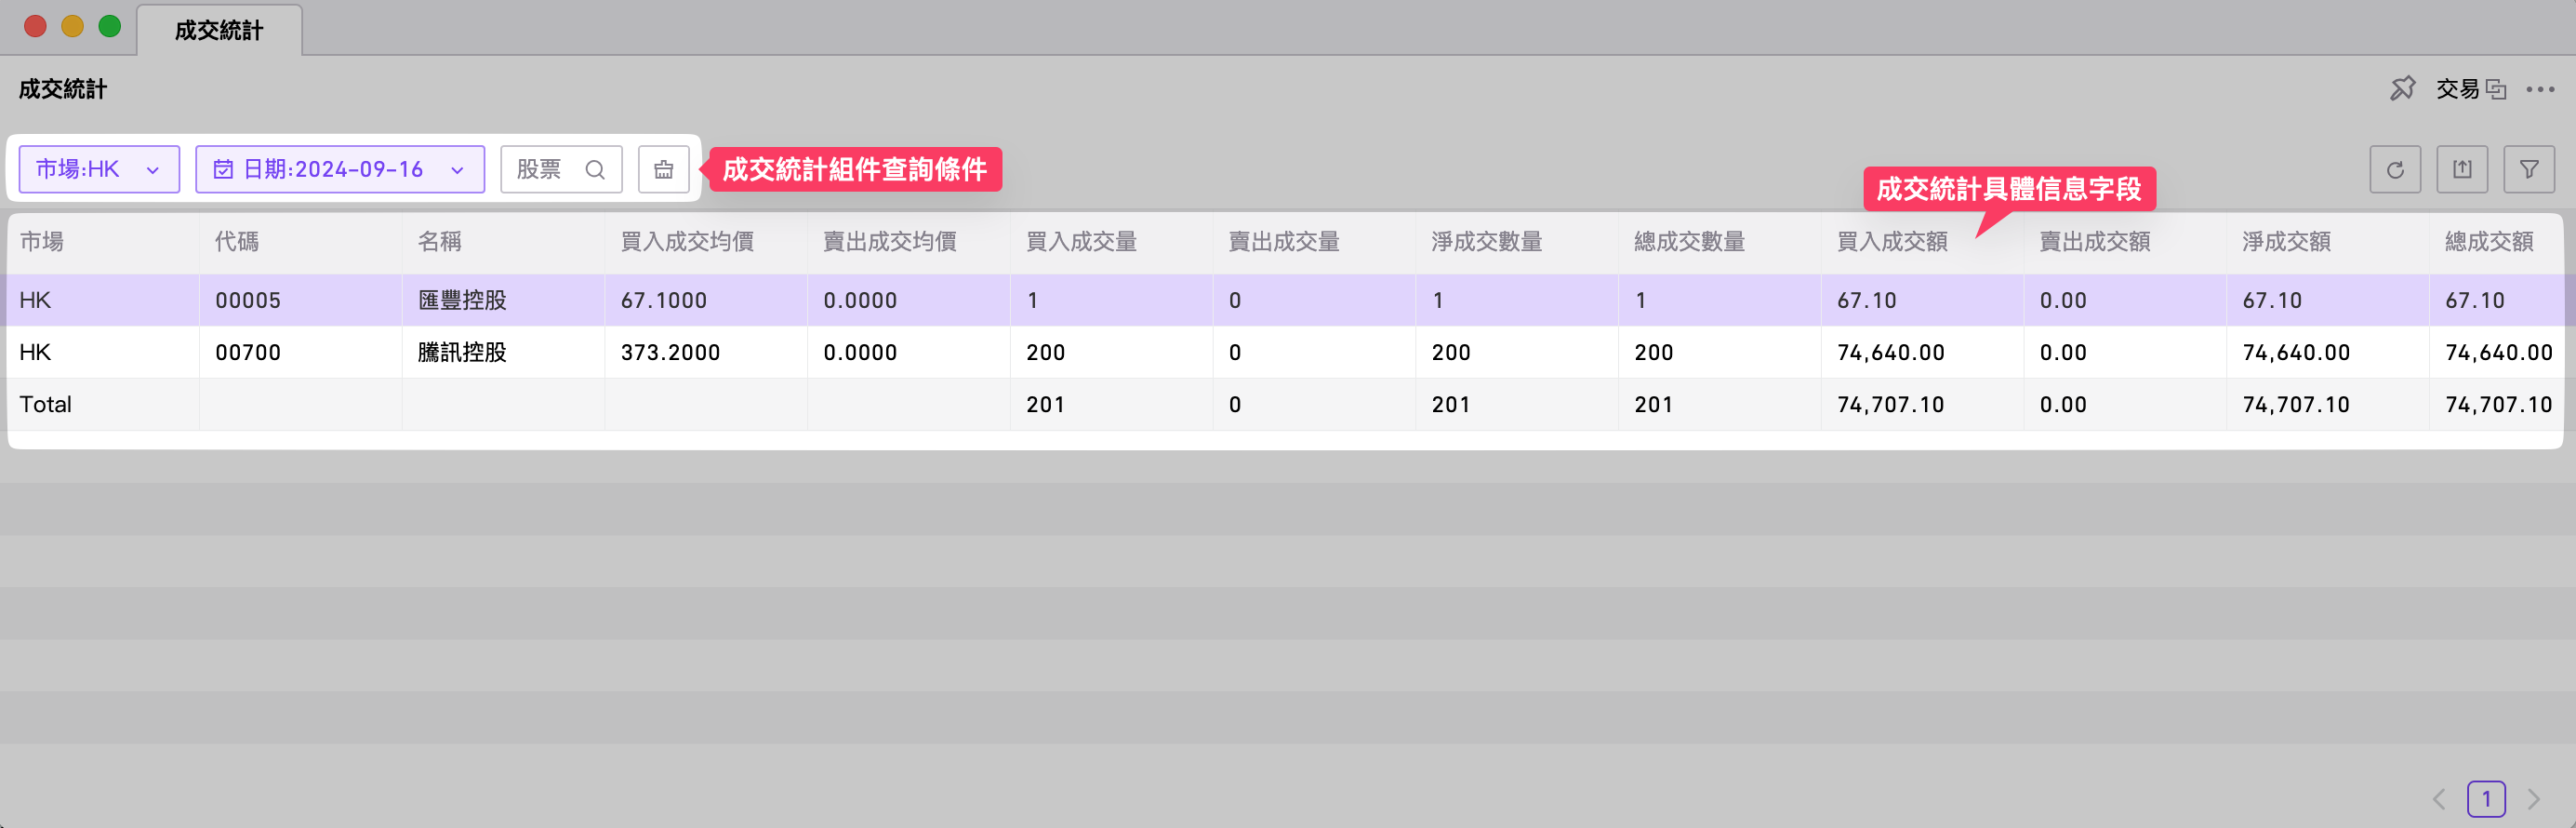 成交統計
成交統計
交易
市場:HK
日期:2024-09-16
股票
成交統計組件查詢條件
成交統計具體信息字段
市場 代碼 名稱 買入成交均價 賣出成交均價 買入成交量 賣出成交量 淨成交數量 總成交數量 買入成交額 賣出成交額 淨成交額 總成交額
HK 00005 匯豐控股 67.1000 0.0000 1 0 1 1 67.10 0.00 67.10 67.10
HK 00700 騰訊控股 373.2000 0.0000 200 0 200 200 74,640.00 0.00 74,640.00 74,640.00
Total 201 0 201 201 74,707.10 0.00 74,707.10 74,707.10
1